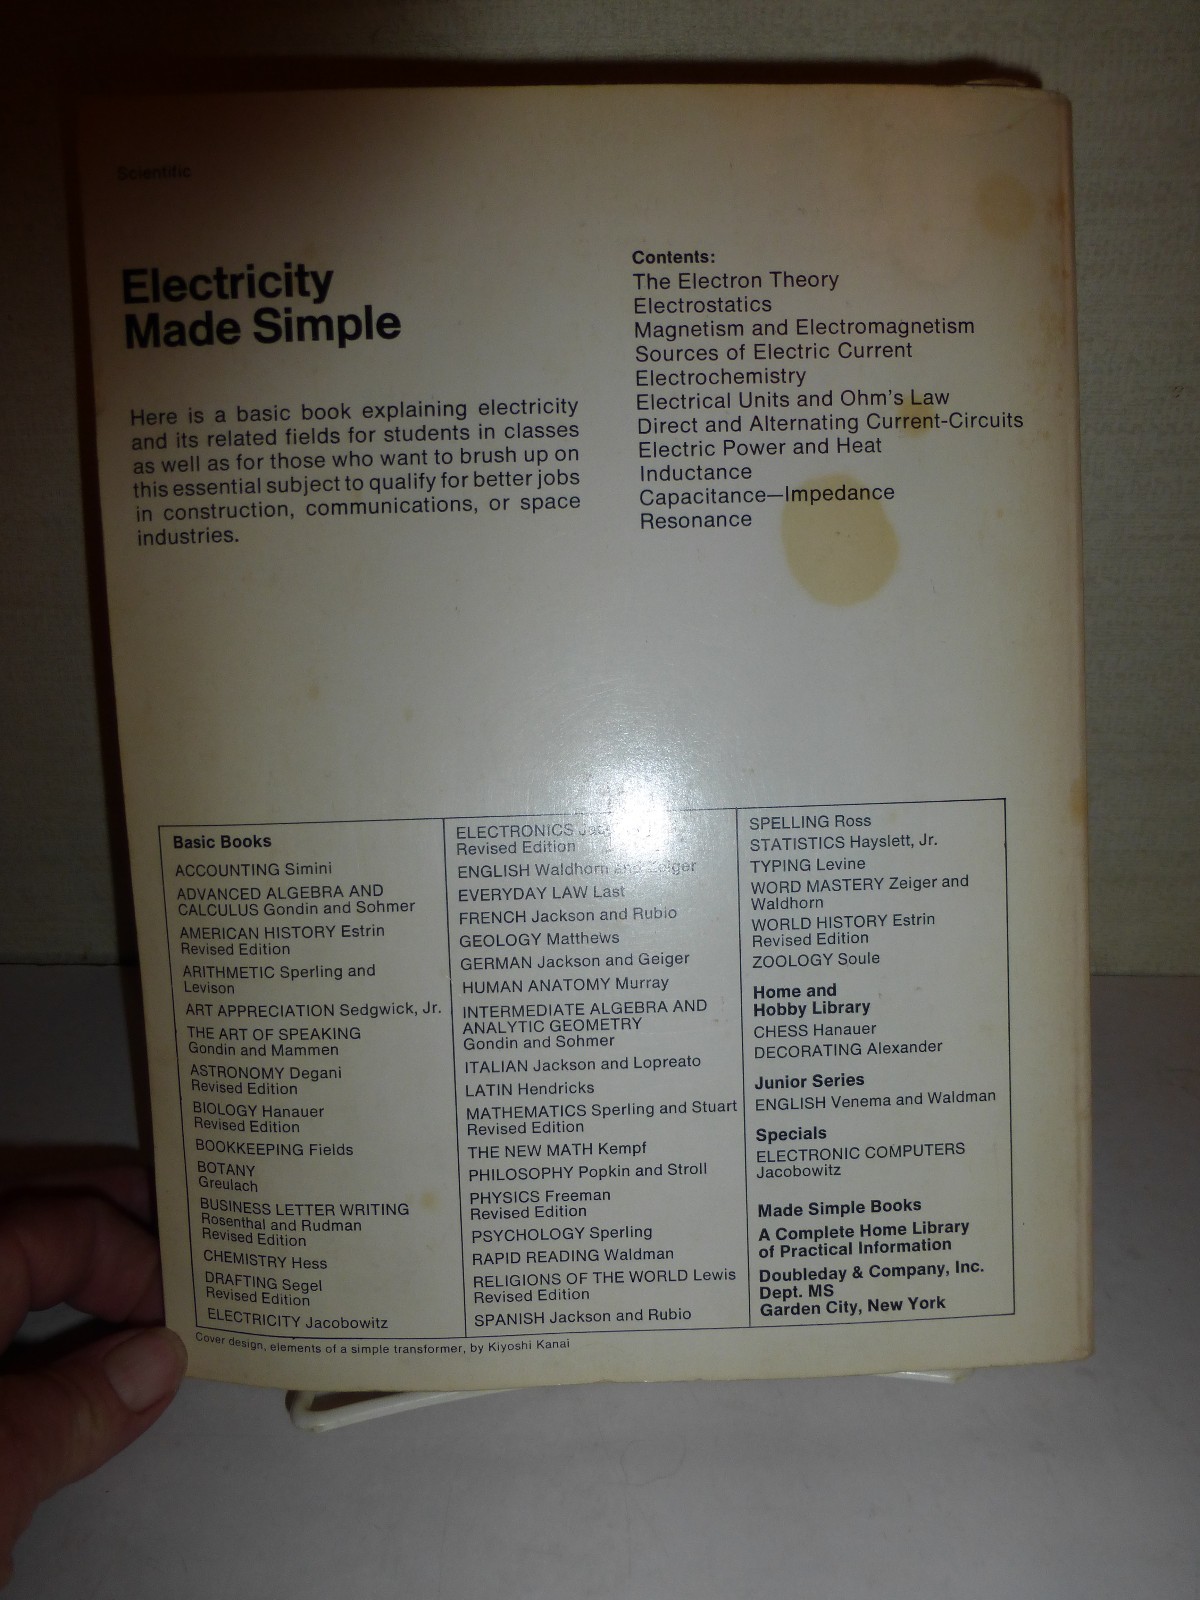 Scientific
Electricity
Made Simple
Here is a basic book explaining electricity
and its related fields for students in classes
as well as for those who want to brush up on
this essential subject to qualify for better jobs
in construction, communications, or space
industries.
Contents:
The Electron Theory
Electrostatics
Magnetism and Electromagnetism
Sources of Electric Current
Electrochemistry
Electrical Units and Ohm's Law
Direct and Alternating Current-Circuits
Electric Power and Heat
Inductance
Capacitance—Impedance
Resonance
Basic Books
ACCOUNTING Simini
ADVANCED ALGEBRA AND
CALCULUS Gondin and Sohmer
AMERICAN HISTORY Estrin
Revised Edition
ARITHMETIC Sperling and
Levison
ART APPRECIATION Sedgwick, Jr.
THE ART OF SPEAKING
Gondin and Mammen
ASTRONOMY Degani
Revised Edition
BIOLOGY Hanauer
Revised Edition
BOOKKEEPING Fields
BOTANY
Greulach
BUSINESS LETTER WRITING
Rosenthal and Rudman
Revised Edition
CHEMISTRY Hess
DRAFTING Segel
Revised Edition
ELECTRICITY Jacobowitz
ELECTRONICS
Revised Edition
ENGLISH Waldhorn and Zeiger
EVERYDAY LAW Last
FRENCH Jackson and Rubio
GEOLOGY Matthews
GERMAN Jackson and Geiger
HUMAN ANATOMY Murray
INTERMEDIATE ALGEBRA AND
ANALYTIC GEOMETRY
Gondin and Sohmer
ITALIAN Jackson and Lopreato
LATIN Hendricks
MATHEMATICS Sperling and Stuart
Revised Edition
THE NEW MATH Kempf
PHILOSOPHY Popkin and Stroll
PHYSICS Freeman
Revised Edition
PSYCHOLOGY Sperling
RAPID READING Waldman
RELIGIONS OF THE WORLD Lewis
Revised Edition
SPANISH Jackson and Rubio
SPELLING Ross
STATISTICS Hayslett, Jr.
TYPING Levine
WORD MASTERY Zeiger and
Waldhorn
WORLD HISTORY Estrin
Revised Edition
ZOOLOGY Soule
Home and
Hobby Library
CHESS Hanauer
DECORATING Alexander
Junior Series
ENGLISH Venema and Waldman
Specials
ELECTRONIC COMPUTERS
Jacobowitz
Made Simple Books
A Complete Home Library
of Practical Information
Doubleday & Company, Inc.
Dept. MS
Garden City, New York
Cover design, elements of a simple transformer, by Kiyoshi Kanai